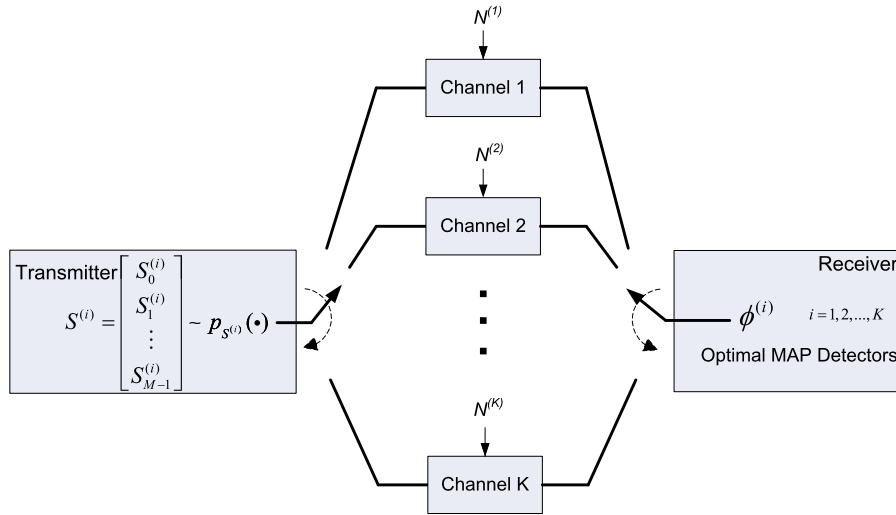 N^{(1)}
Channel 1
N^{(2)}
Channel 2
Transmitter
S^{(i)} = [S_0^{(i)} S_1^{(i)} ⋮ S_{M-1}^{(i)}] ~ p_{S^{(i)}}(•)
Receiver
ϕ^{(i)} i = 1, 2, ..., K
Optimal MAP Detectors
N^{(K)}
Channel K